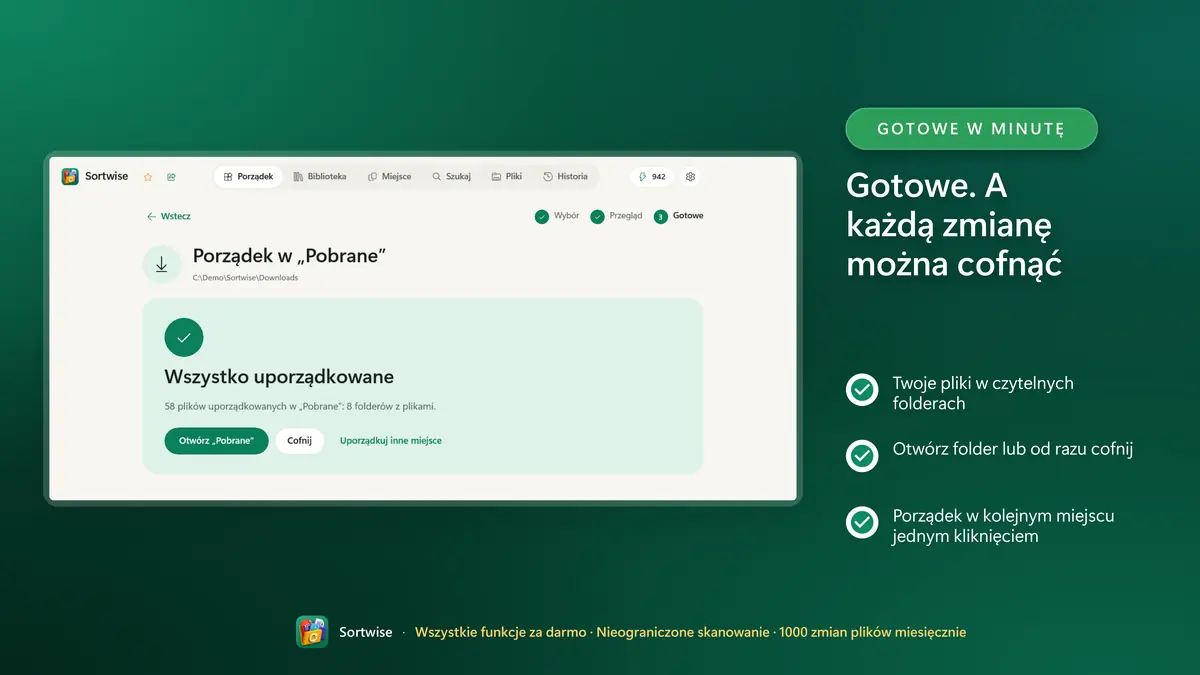 Sortwise
Porządek
Biblioteka
Miejsce
Szukaj
Pliki
Historia
942
Wstecz
Wybór
Przegląd
3 Gotowe
Porządek w „Pobrane”
C:\Demo\Sortwise\Downloads
Wszystko uporządkowane
58 plików uporządkowanych w „Pobrane”: 8 folderów z plikami.
Otwórz „Pobrane”
Cofnij
Uporządkuj inne miejsce
GOTOWE W MINUTĘ
Gotowe. A
każdą zmianę
można cofnąć
Twoje pliki w czytelnych
folderach
Otwórz folder lub od razu cofnij
Porządek w kolejnym miejscu
jednym kliknięciem
Sortwise · Wszystkie funkcje za darmo · Nieograniczone skanowanie · 1000 zmian plików miesięcznie